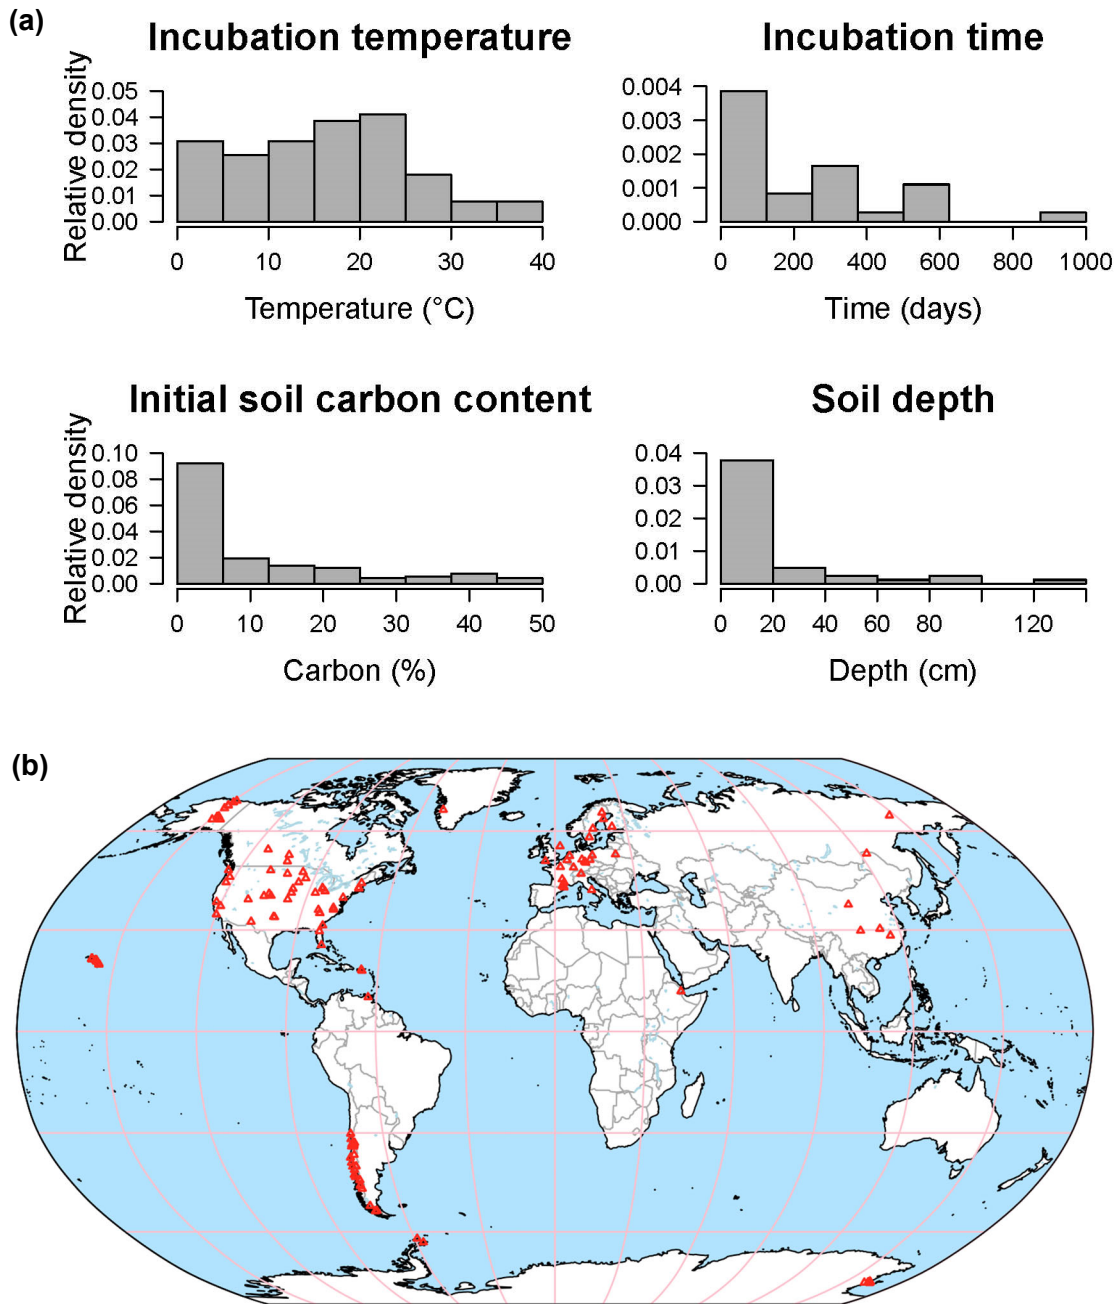 (a)
Incubation temperature
Relative density
0.05
0.04
0.03
0.02
0.01
0.00
0 10 20 30 40
Temperature (°C)
Incubation time
0.004
0.003
0.002
0.001
0.000
0 200 400 600 800 1000
Time (days)
Initial soil carbon content
Relative density
0.10
0.08
0.06
0.04
0.02
0.00
0 10 20 30 40 50
Carbon (%)
Soil depth
0.04
0.03
0.02
0.01
0.00
0 20 40 60 80 120
Depth (cm)
(b)